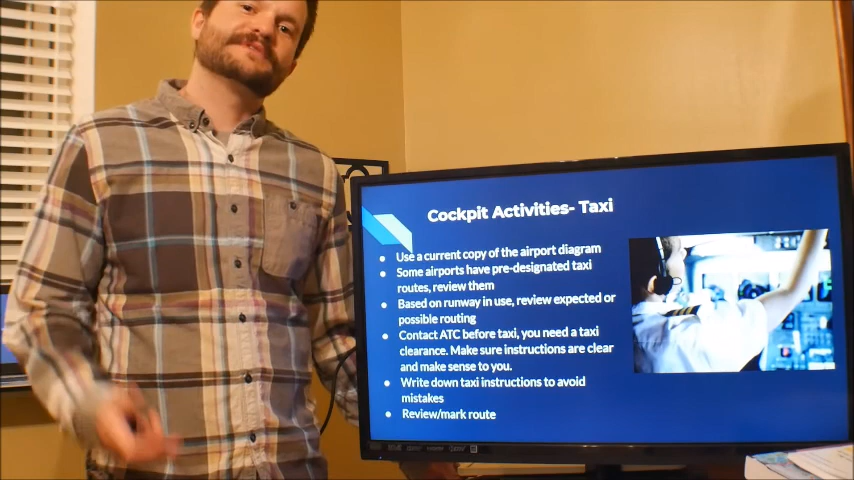 Cockpit Activities- Taxi
Use a current copy of the airport diagram
Some airports have pre-designated taxi
routes, review them
Based on runway in use, review expected or
possible routing
Contact ATC before taxi, you need a taxi
clearance. Make sure instructions are clear
and make sense to you.
Write down taxi instructions to avoid
mistakes
Review/mark route